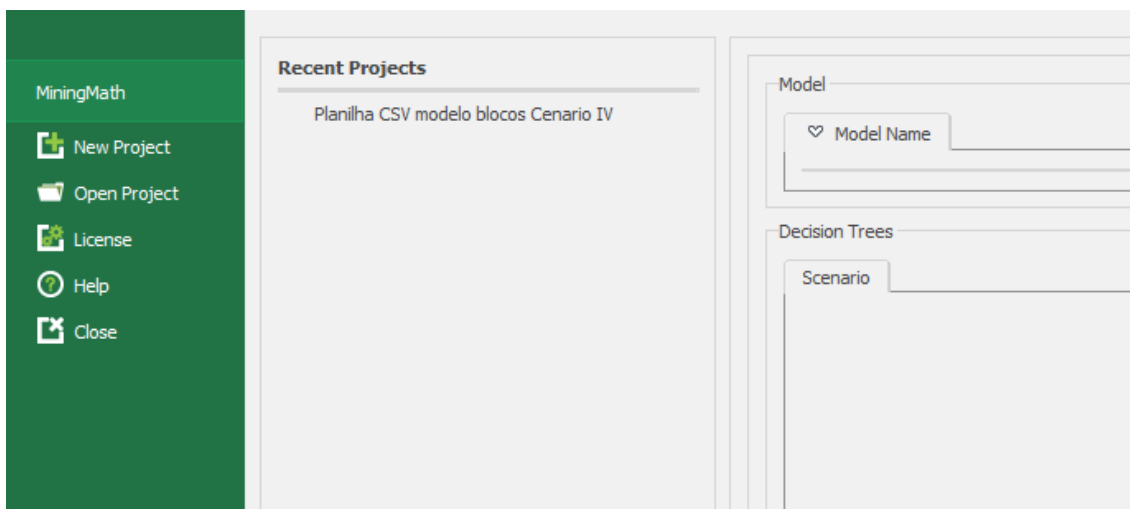 MiningMath
New Project
Open Project
License
Help
Close
Recent Projects
Planilha CSV modelo blocos Cenario IV
Model
Model Name
Decision Trees
Scenario